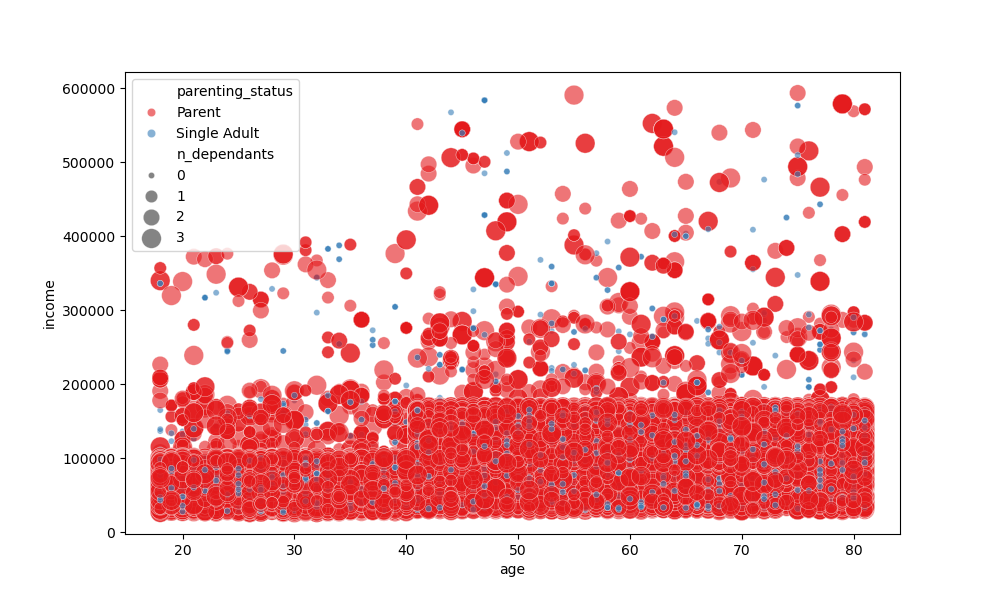 600000
500000
400000
300000
200000
100000
0
income
parenting_status
Parent
Single Adult
n_dependants
0
1
2
3
20 30 40 50 60 70 80
age